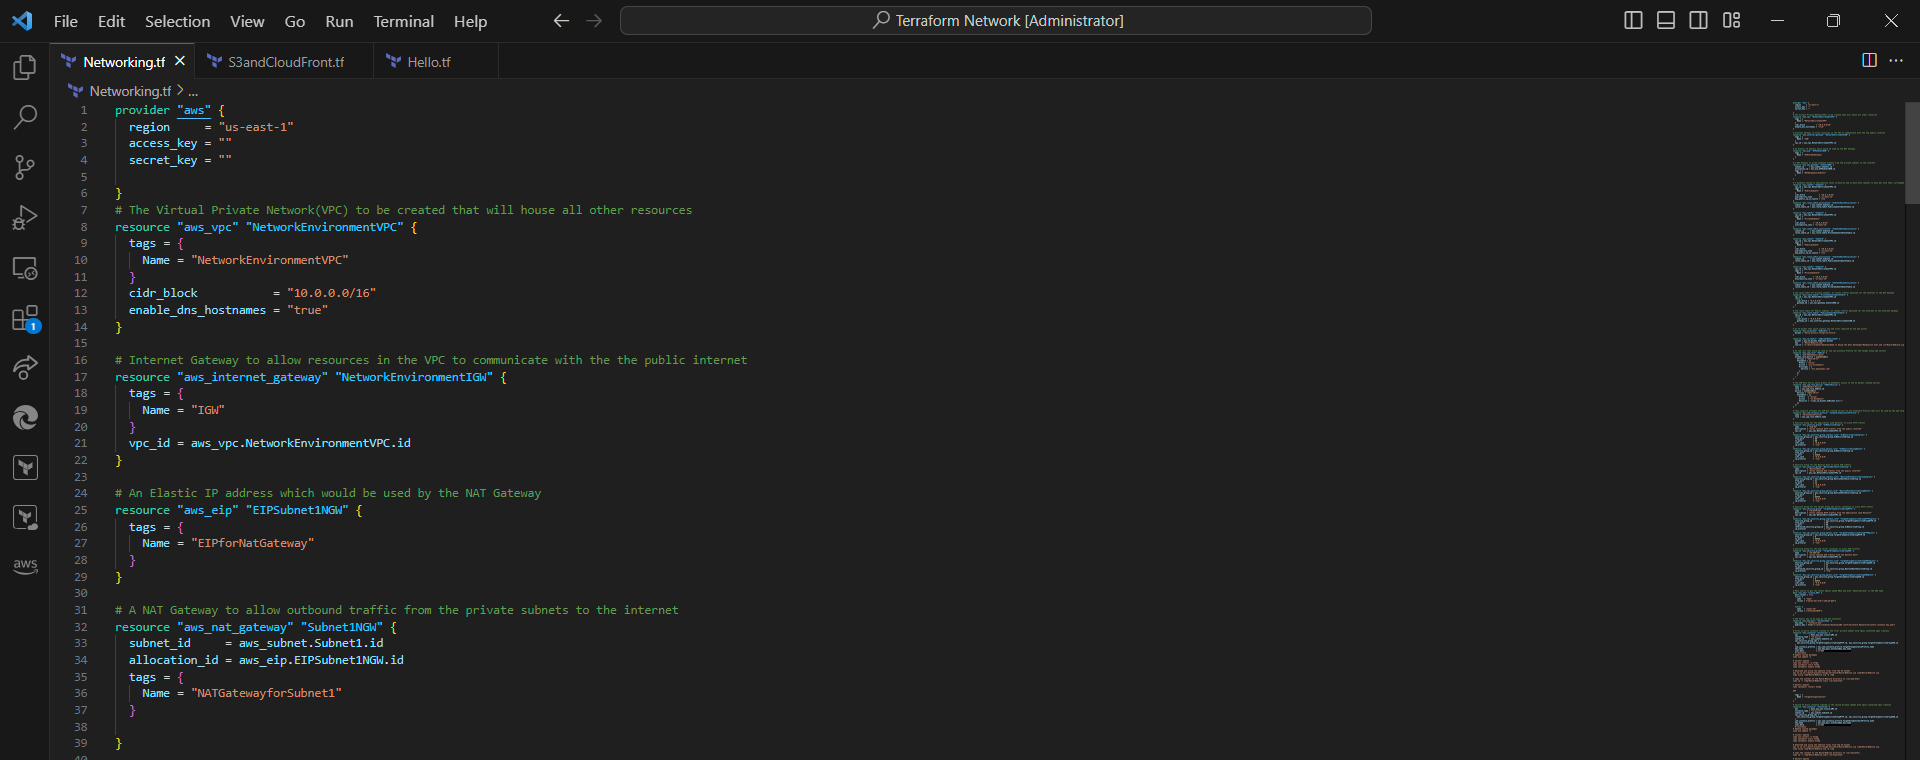 File Edit Selection View Go Run Terminal Help
Terraform Network [Administrator]
Networking.tf
S3andCloudFront.tf
Hello.tf
Networking.tf > ...
1 provider "aws" {
2 region = "us-east-1"
3 access_key = ""
4 secret_key = ""
5
6 }
7 # The Virtual Private Network(VPC) to be created that will house all other resources
8 resource "aws_vpc" "NetworkEnvironmentVPC" {
9 tags = {
10 Name = "NetworkEnvironmentVPC"
11 }
12 cidr_block = "10.0.0.0/16"
13 enable_dns_hostnames = "true"
14 }
15
16 # Internet Gateway to allow resources in the VPC to communicate with the the public internet
17 resource "aws_internet_gateway" "NetworkEnvironmentIGW" {
18 tags = {
19 Name = "IGW"
20 }
21 vpc_id = aws_vpc.NetworkEnvironmentVPC.id
22 }
23
24 # An Elastic IP address which would be used by the NAT Gateway
25 resource "aws_eip" "EIPSubnet1NGW" {
26 tags = {
27 Name = "EIPforNatGateway"
28 }
29 }
30
31 # A NAT Gateway to allow outbound traffic from the private subnets to the internet
32 resource "aws_nat_gateway" "Subnet1NGW" {
33 subnet_id = aws_subnet.Subnet1.id
34 allocation_id = aws_eip.EIPSubnet1NGW.id
35 tags = {
36 Name = "NATGatewayforSubnet1"
37 }
38
39 }
1
aws